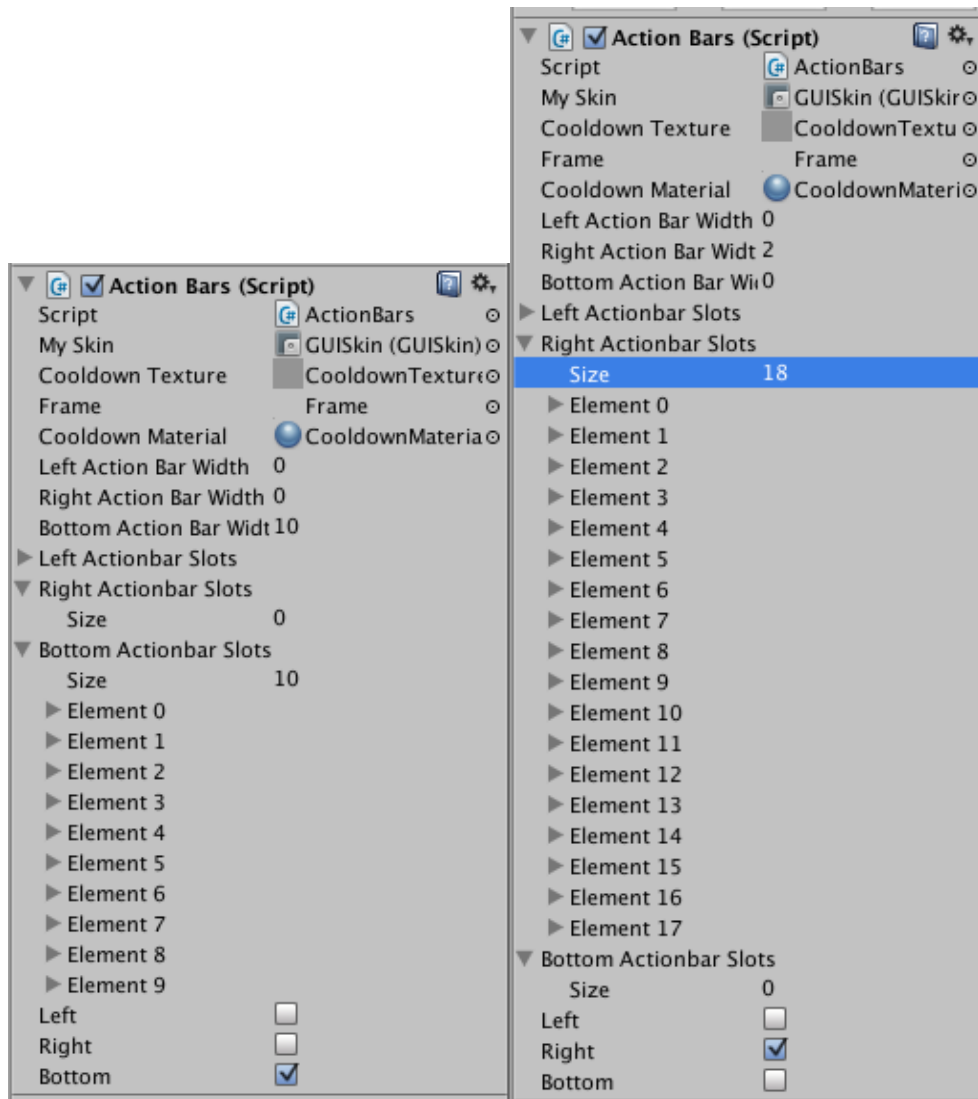 Action Bars (Script)
Script ActionBars
My Skin GUISkin (GUISkin)
Cooldown Texture CooldownTexture
Frame Frame
Cooldown Material CooldownMateria
Left Action Bar Width 0
Right Action Bar Width 0
Bottom Action Bar Widt 10
Left Actionbar Slots
Right Actionbar Slots
Size 0
Bottom Actionbar Slots
Size 10
Element 0
Element 1
Element 2
Element 3
Element 4
Element 5
Element 6
Element 7
Element 8
Element 9
Left
Right
Bottom
Action Bars (Script)
Script ActionBars
My Skin GUISkin (GUISkir
Cooldown Texture CooldownTextu
Frame Frame
Cooldown Material CooldownMateri
Left Action Bar Width 0
Right Action Bar Widt 2
Bottom Action Bar Wi 0
Left Actionbar Slots
Right Actionbar Slots
Size 18
Element 0
Element 1
Element 2
Element 3
Element 4
Element 5
Element 6
Element 7
Element 8
Element 9
Element 10
Element 11
Element 12
Element 13
Element 14
Element 15
Element 16
Element 17
Bottom Actionbar Slots
Size 0
Left
Right
Bottom